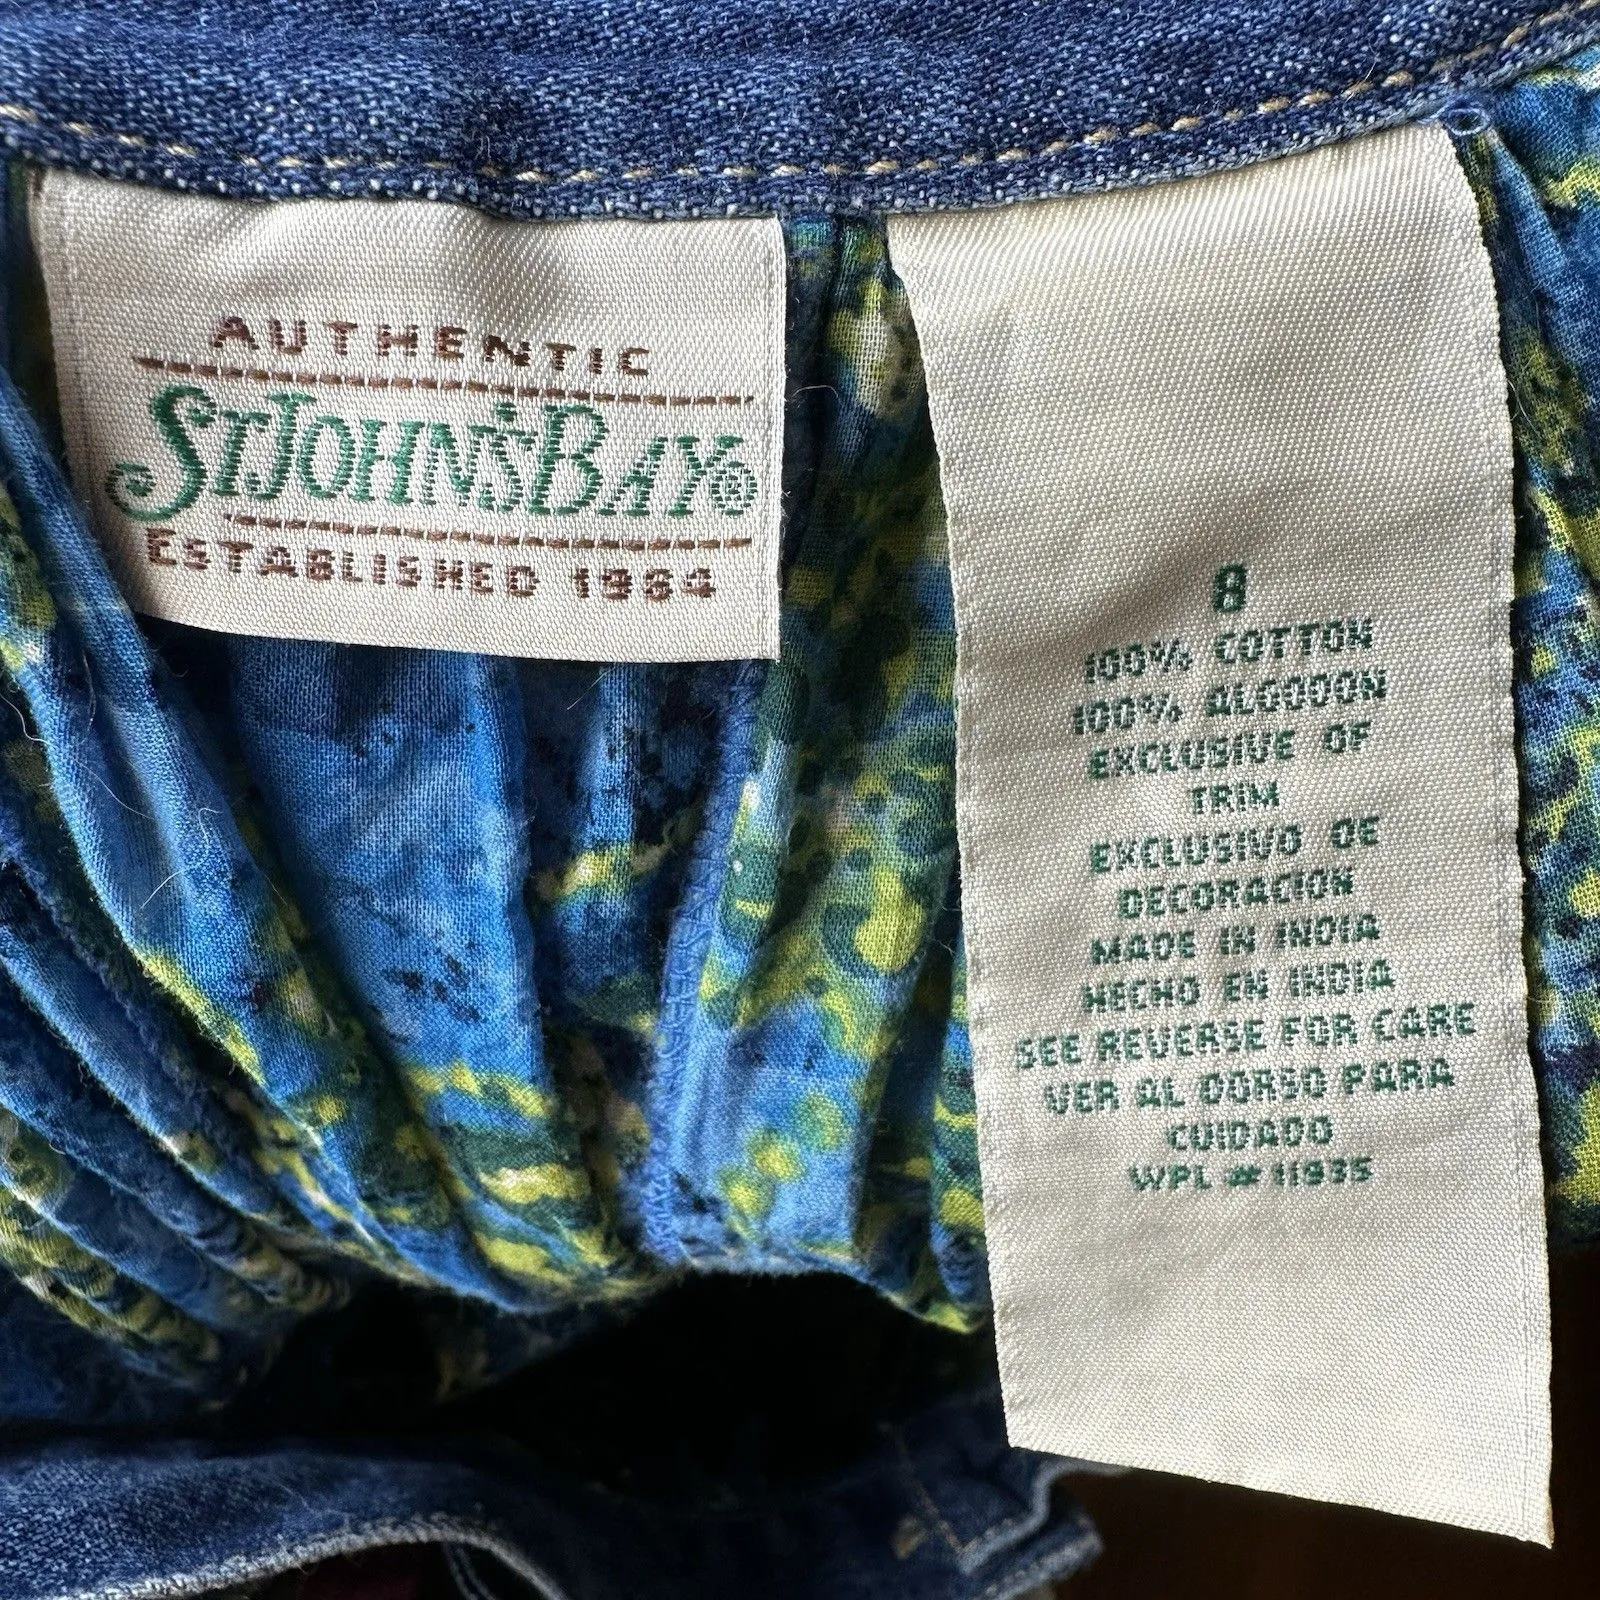 AUTHENTIC
ST JOHN'S BAY®
ESTABLISHED 1984
8
100% COTTON
100% ALGODON
EXCLUSIVE OF
TRIM
EXCLUSIVO DE
DECORACION
MADE IN INDIA
HECHO EN INDIA
SEE REVERSE FOR CARE
VER AL DORSO PARA
CUIDADO
WPL # 11935